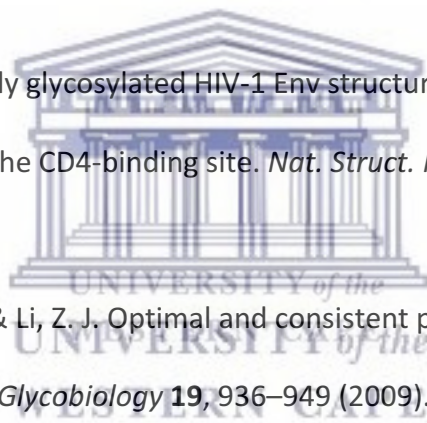 ly glycosylated HIV-1 Env structur
he CD4-binding site. Nat. Struct.
UNIVERSITY of the
& Li, Z. J. Optimal and consistent p
UNIVERSITY of the
Glycobiology 19, 936–949 (2009).
WESTERN CAPE